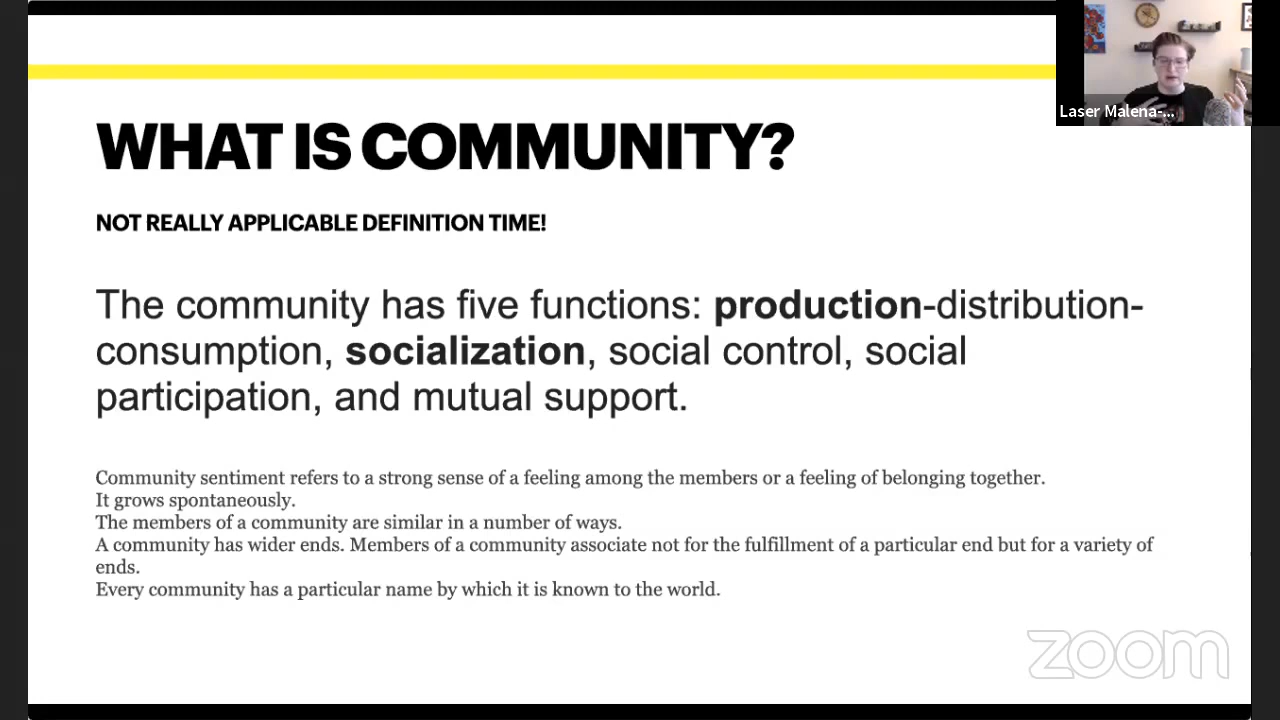 WHAT IS COMMUNITY?
NOT REALLY APPLICABLE DEFINITION TIME!
The community has five functions: production-distribution-
consumption, socialization, social control, social
participation, and mutual support.
Community sentiment refers to a strong sense of a feeling among the members or a feeling of belonging together.
It grows spontaneously.
The members of a community are similar in a number of ways.
A community has wider ends. Members of a community associate not for the fulfillment of a particular end but for a variety of
ends.
Every community has a particular name by which it is known to the world.
Laser Malena-...
zoom